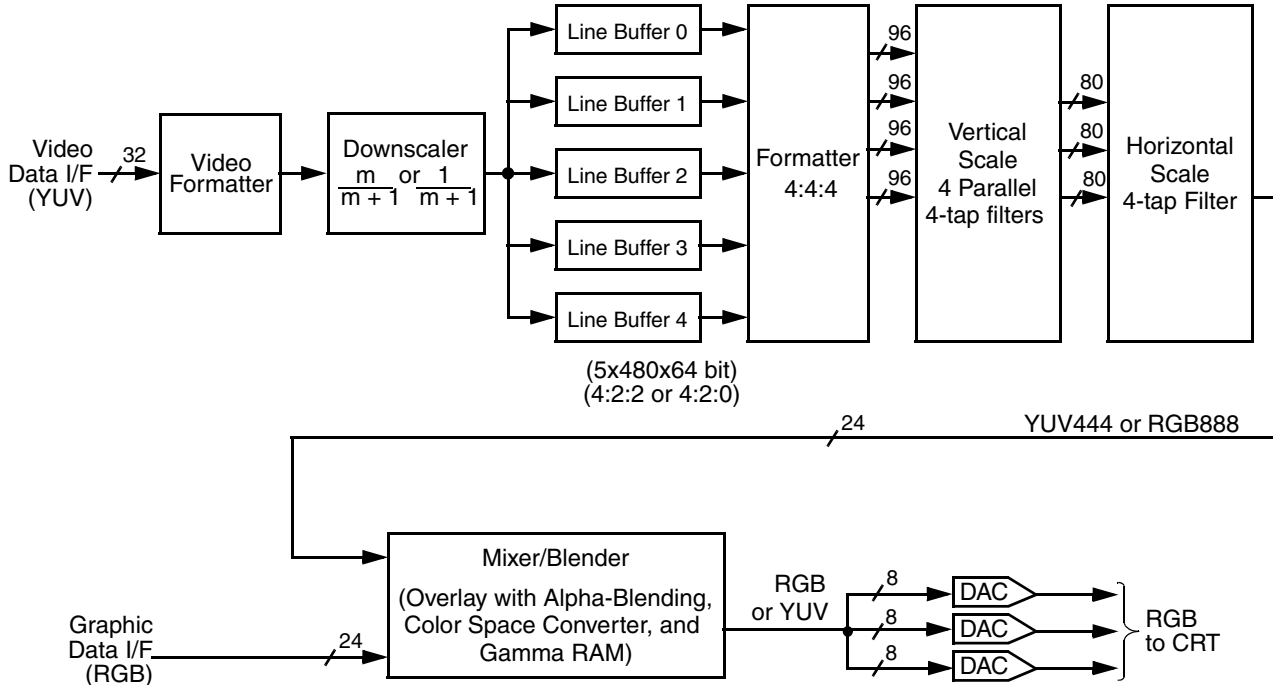 Video
Data I/F
(YUV)
32
Video
Formatter
Downscaler
m
m + 1
or
1
m + 1
Line Buffer 0
Line Buffer 1
Line Buffer 2
Line Buffer 3
Line Buffer 4
(5x480x64 bit)
(4:2:2 or 4:2:0)
Formatter
4:4:4
96
96
96
96
Vertical
Scale
4 Parallel
4-tap filters
80
80
80
Horizontal
Scale
4-tap Filter
24
YUV444 or RGB888
Mixer/Blender
(Overlay with Alpha-Blending,
Color Space Converter, and
Gamma RAM)
Graphic
Data I/F
(RGB)
24
RGB
or YUV
8
8
8
DAC
DAC
DAC
RGB
to CRT